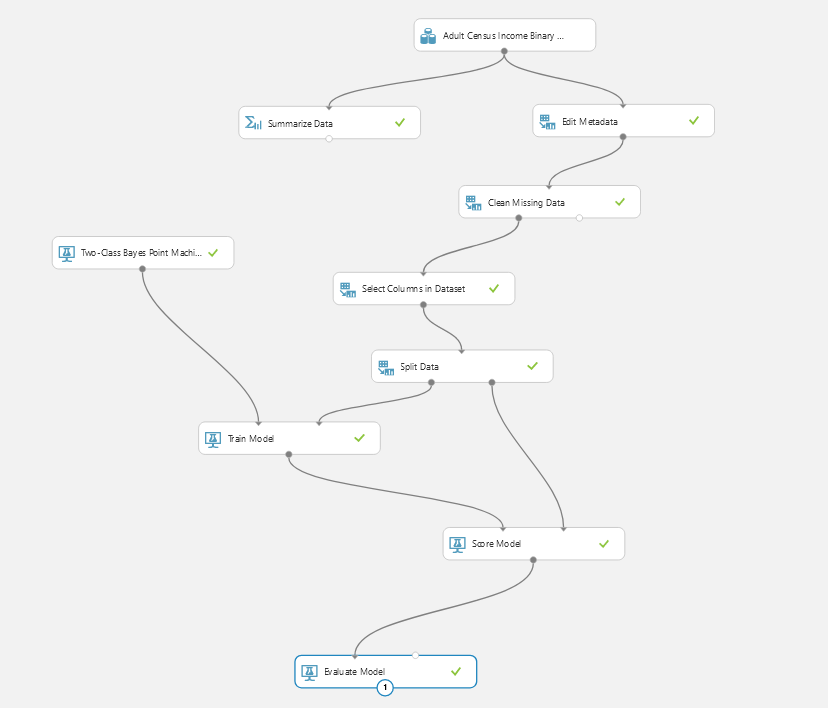 Adult Census Income Binary ...
Summarize Data
Edit Metadata
Clean Missing Data
Two-Class Bayes Point Machi...
Select Columns in Dataset
Split Data
Train Model
Score Model
Evaluate Model
1